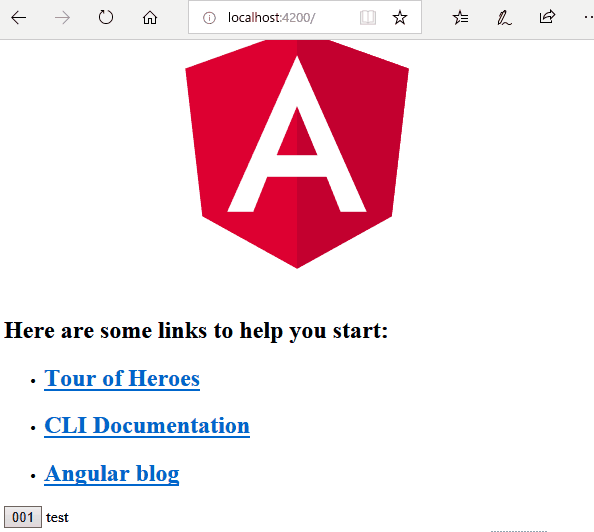 localhost:4200/
A
Here are some links to help you start:
Tour of Heroes
CLI Documentation
Angular blog
001 test